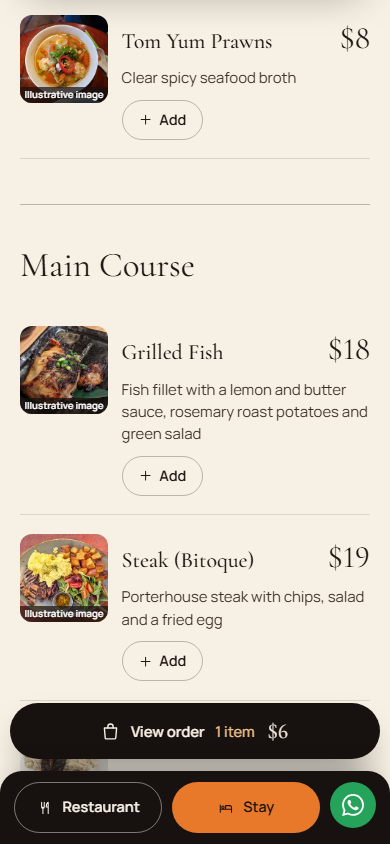 Tom Yum Prawns $8
Illustrative image
Clear spicy seafood broth
+ Add
Main Course
Grilled Fish $18
Illustrative image
Fish fillet with a lemon and butter
sauce, rosemary roast potatoes and
green salad
+ Add
Steak (Bitoque) $19
Illustrative image
Porterhouse steak with chips, salad
and a fried egg
+ Add
View order 1 item $6
Restaurant Stay